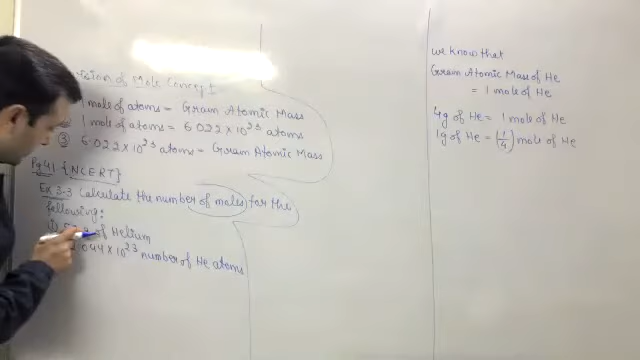 ision of Mole Concept
1 mole of atoms = Gram Atomic Mass
1 mole of atoms = 6.022 × 10²³ atoms
③ 6.022 × 10²³ atoms = Gram Atomic Mass
Pg 41 {NCERT}
Ex 3.3 Calculate the number of moles for the
following:
of Helium
.044 × 10²³ number of He atoms
we know that
Gram Atomic Mass of He
= 1 mole of He
4g of He = 1 mole of He
1g of He = (1/4) mole of He